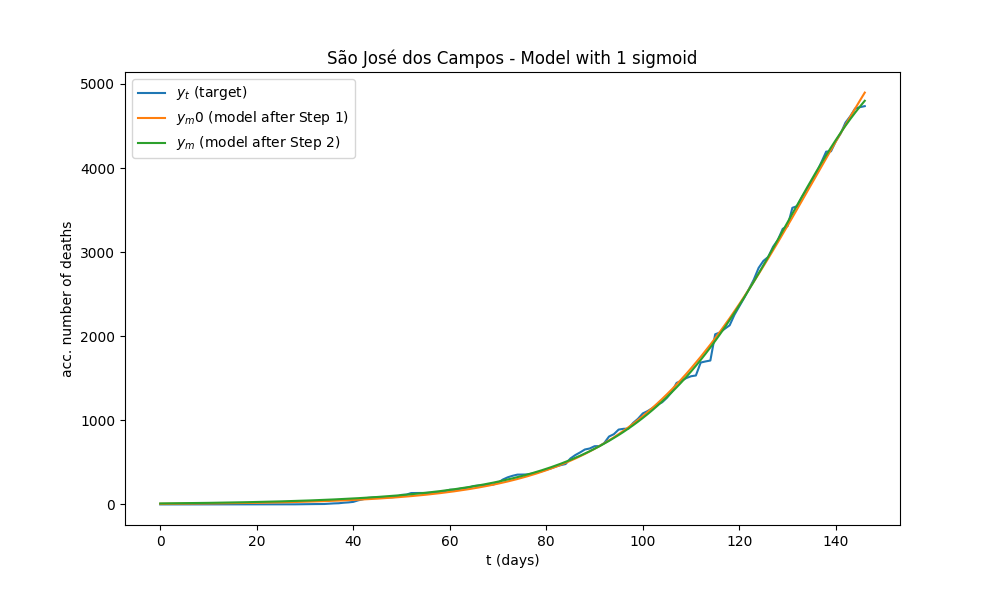 São José dos Campos - Model with 1 sigmoid
y_t (target)
y_m0 (model after Step 1)
y_m (model after Step 2)
acc. number of deaths
5000
4000
3000
2000
1000
0
0 20 40 60 80 100 120 140
t (days)